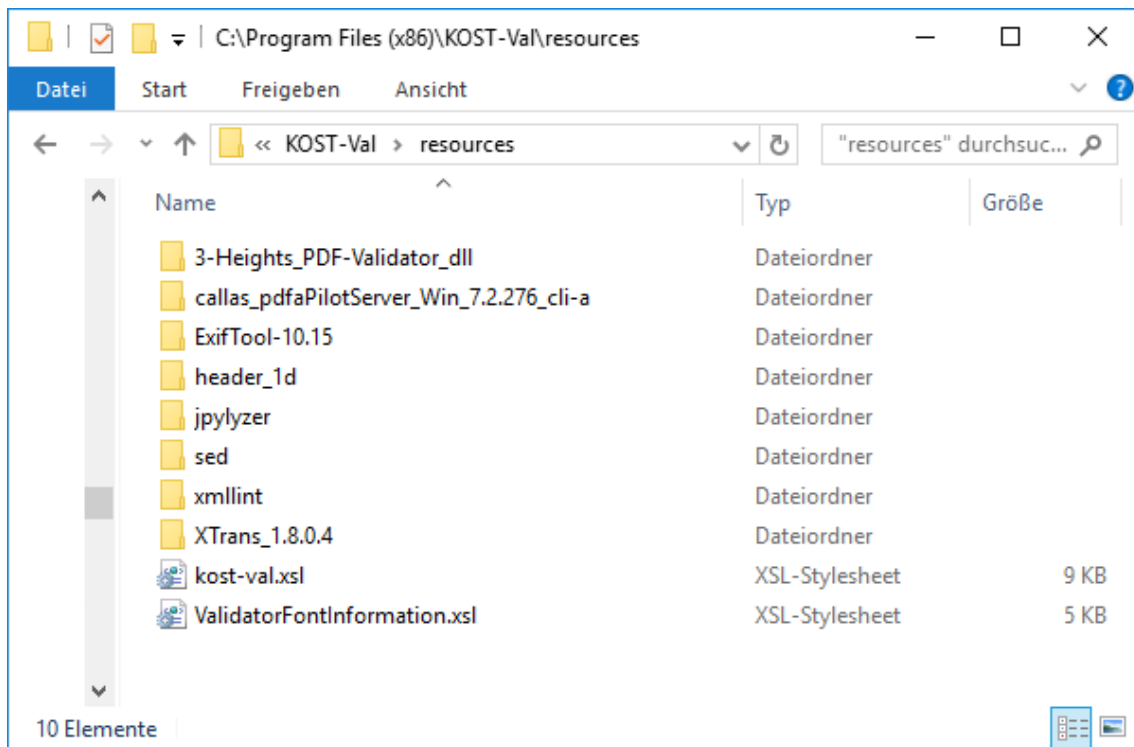 C:\Program Files (x86)\KOST-Val\resources
Datei Start Freigeben Ansicht ?
« KOST-Val > resources "resources" durchsuc...
Name Typ Größe
3-Heights_PDF-Validator_dll Dateiordner
callas_pdfaPilotServer_Win_7.2.276_cli-a Dateiordner
ExifTool-10.15 Dateiordner
header_1d Dateiordner
jpylyzer Dateiordner
sed Dateiordner
xmllint Dateiordner
XTrans_1.8.0.4 Dateiordner
kost-val.xsl XSL-Stylesheet 9 KB
ValidatorFontInformation.xsl XSL-Stylesheet 5 KB
10 Elemente